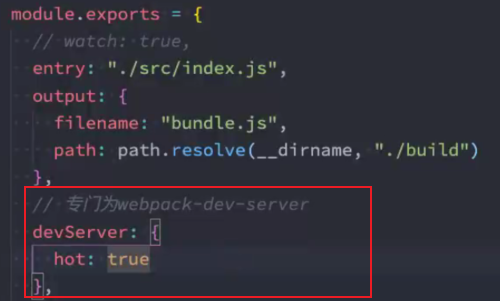 module.exports = {
// watch: true,
entry: "./src/index.js",
output: {
filename: "bundle.js",
path: path.resolve(__dirname, "./build")
},
// 专门为webpack-dev-server
devServer: {
hot: true
},